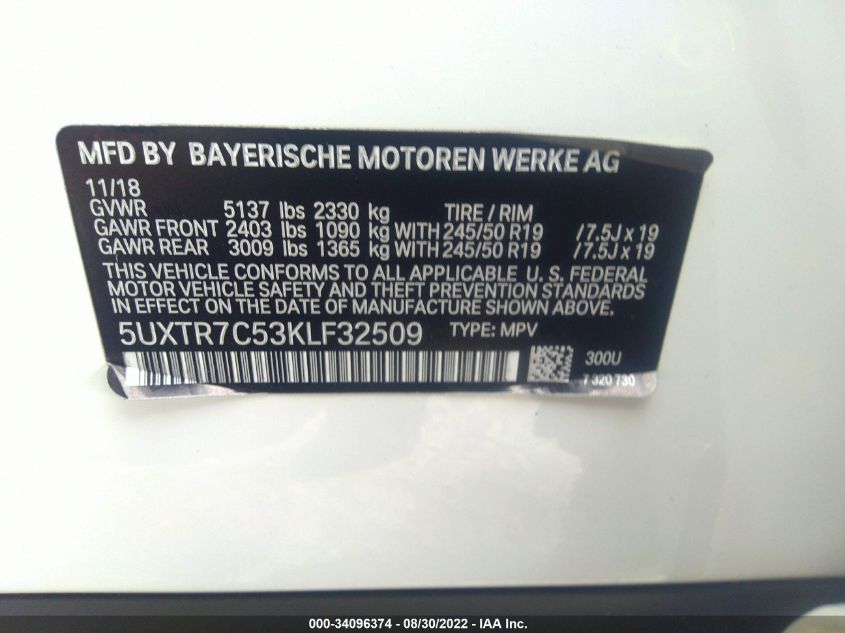 MFD BY BAYERISCHE MOTOREN WERKE AG
11/18
GVWR 5137 lbs 2330 kg TIRE / RIM
GAWR FRONT 2403 lbs 1090 kg WITH 245/50 R19 /7.5J x 19
GAWR REAR 3009 lbs 1365 kg WITH 245/50 R19 /7.5J x 19
THIS VEHICLE CONFORMS TO ALL APPLICABLE U. S. FEDERAL
MOTOR VEHICLE SAFETY AND THEFT PREVENTION STANDARDS
IN EFFECT ON THE DATE OF MANUFACTURE SHOWN ABOVE.
5UXTR7C53KLF32509 TYPE: MPV
300U
7 320 730
000-34096374 - 08/30/2022 - IAA Inc.